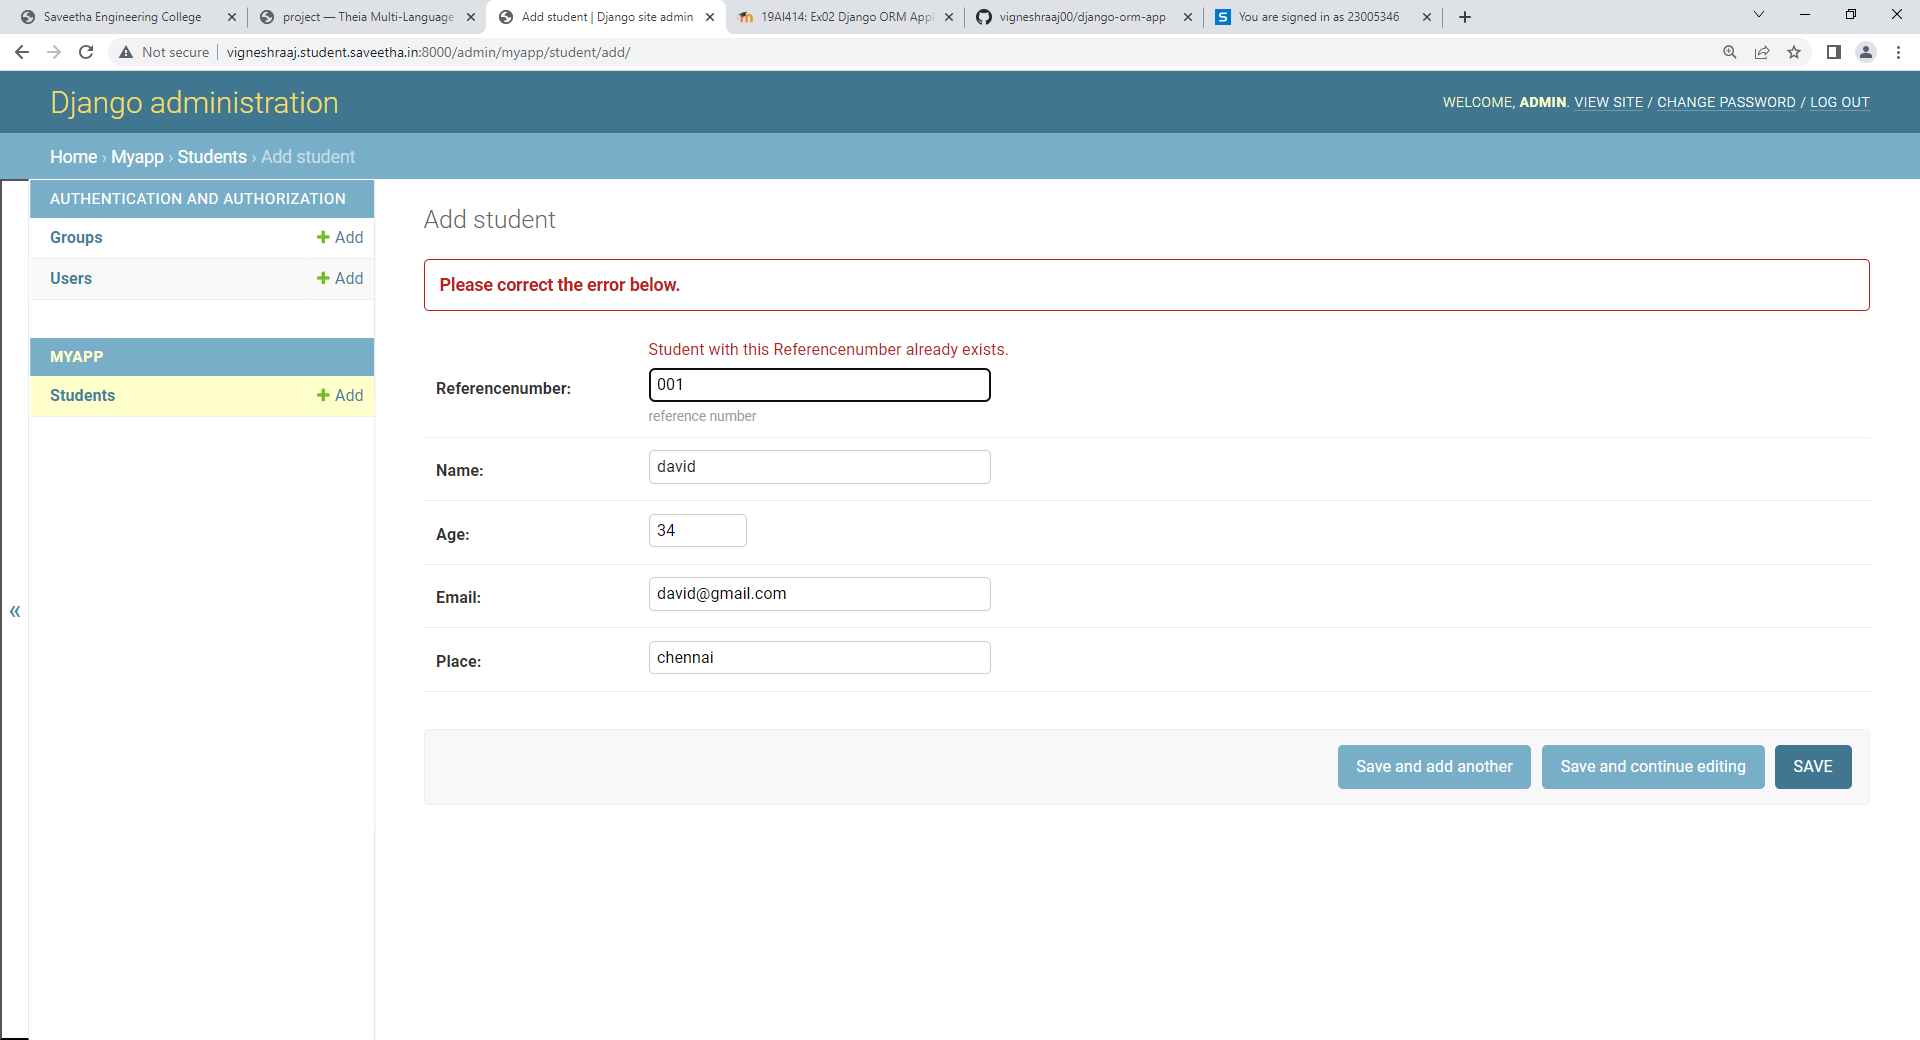 Saveetha Engineering College
project — Theia Multi-Language
Add student | Django site admin
19AI414: Ex02 Django ORM Appl
vigneshraaj00/django-orm-app
You are signed in as 23005346
Not secure
vigneshraaj.student.saveetha.in:8000/admin/myapp/student/add/
Django administration
WELCOME, ADMIN. VIEW SITE / CHANGE PASSWORD / LOG OUT
Home › Myapp › Students › Add student
AUTHENTICATION AND AUTHORIZATION
Groups
Add
Users
Add
MYAPP
Students
Add
«
Add student
Please correct the error below.
Student with this Referencenumber already exists.
Referencenumber:
001
reference number
Name:
david
Age:
34
Email:
david@gmail.com
Place:
chennai
Save and add another
Save and continue editing
SAVE